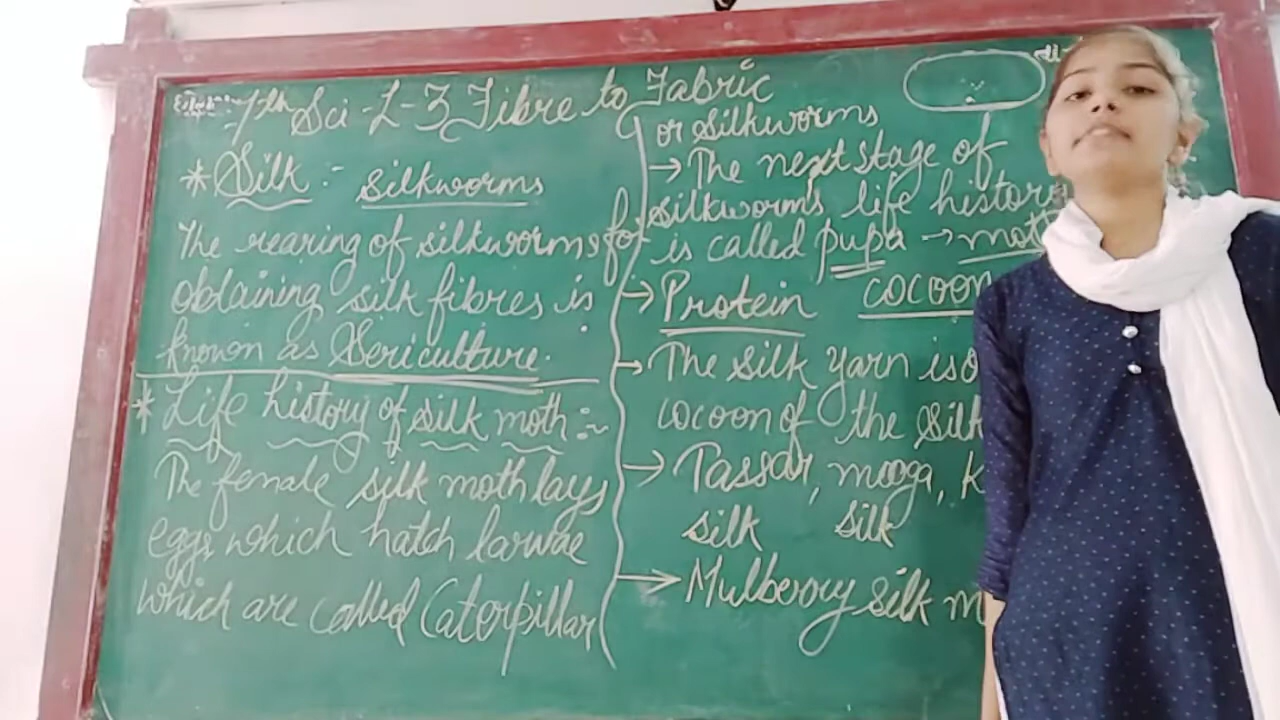 7th Sci-L-3 Fibre to Fabric
* Silk :- Silkworms
The rearing of silkworms for
obtaining silk fibres is
known as Sericulture.
* Life history of silk moth :-
The female silk moth lays
eggs which hatch larvae
which are called Caterpillar
or Silkworms
→ The next stage of
silkworms life history
is called pupa →
→ Protein cocoon
→ The silk yarn is
cocoon of the
→ Tassar, mooga,
silk silk
→ Mulberry silk